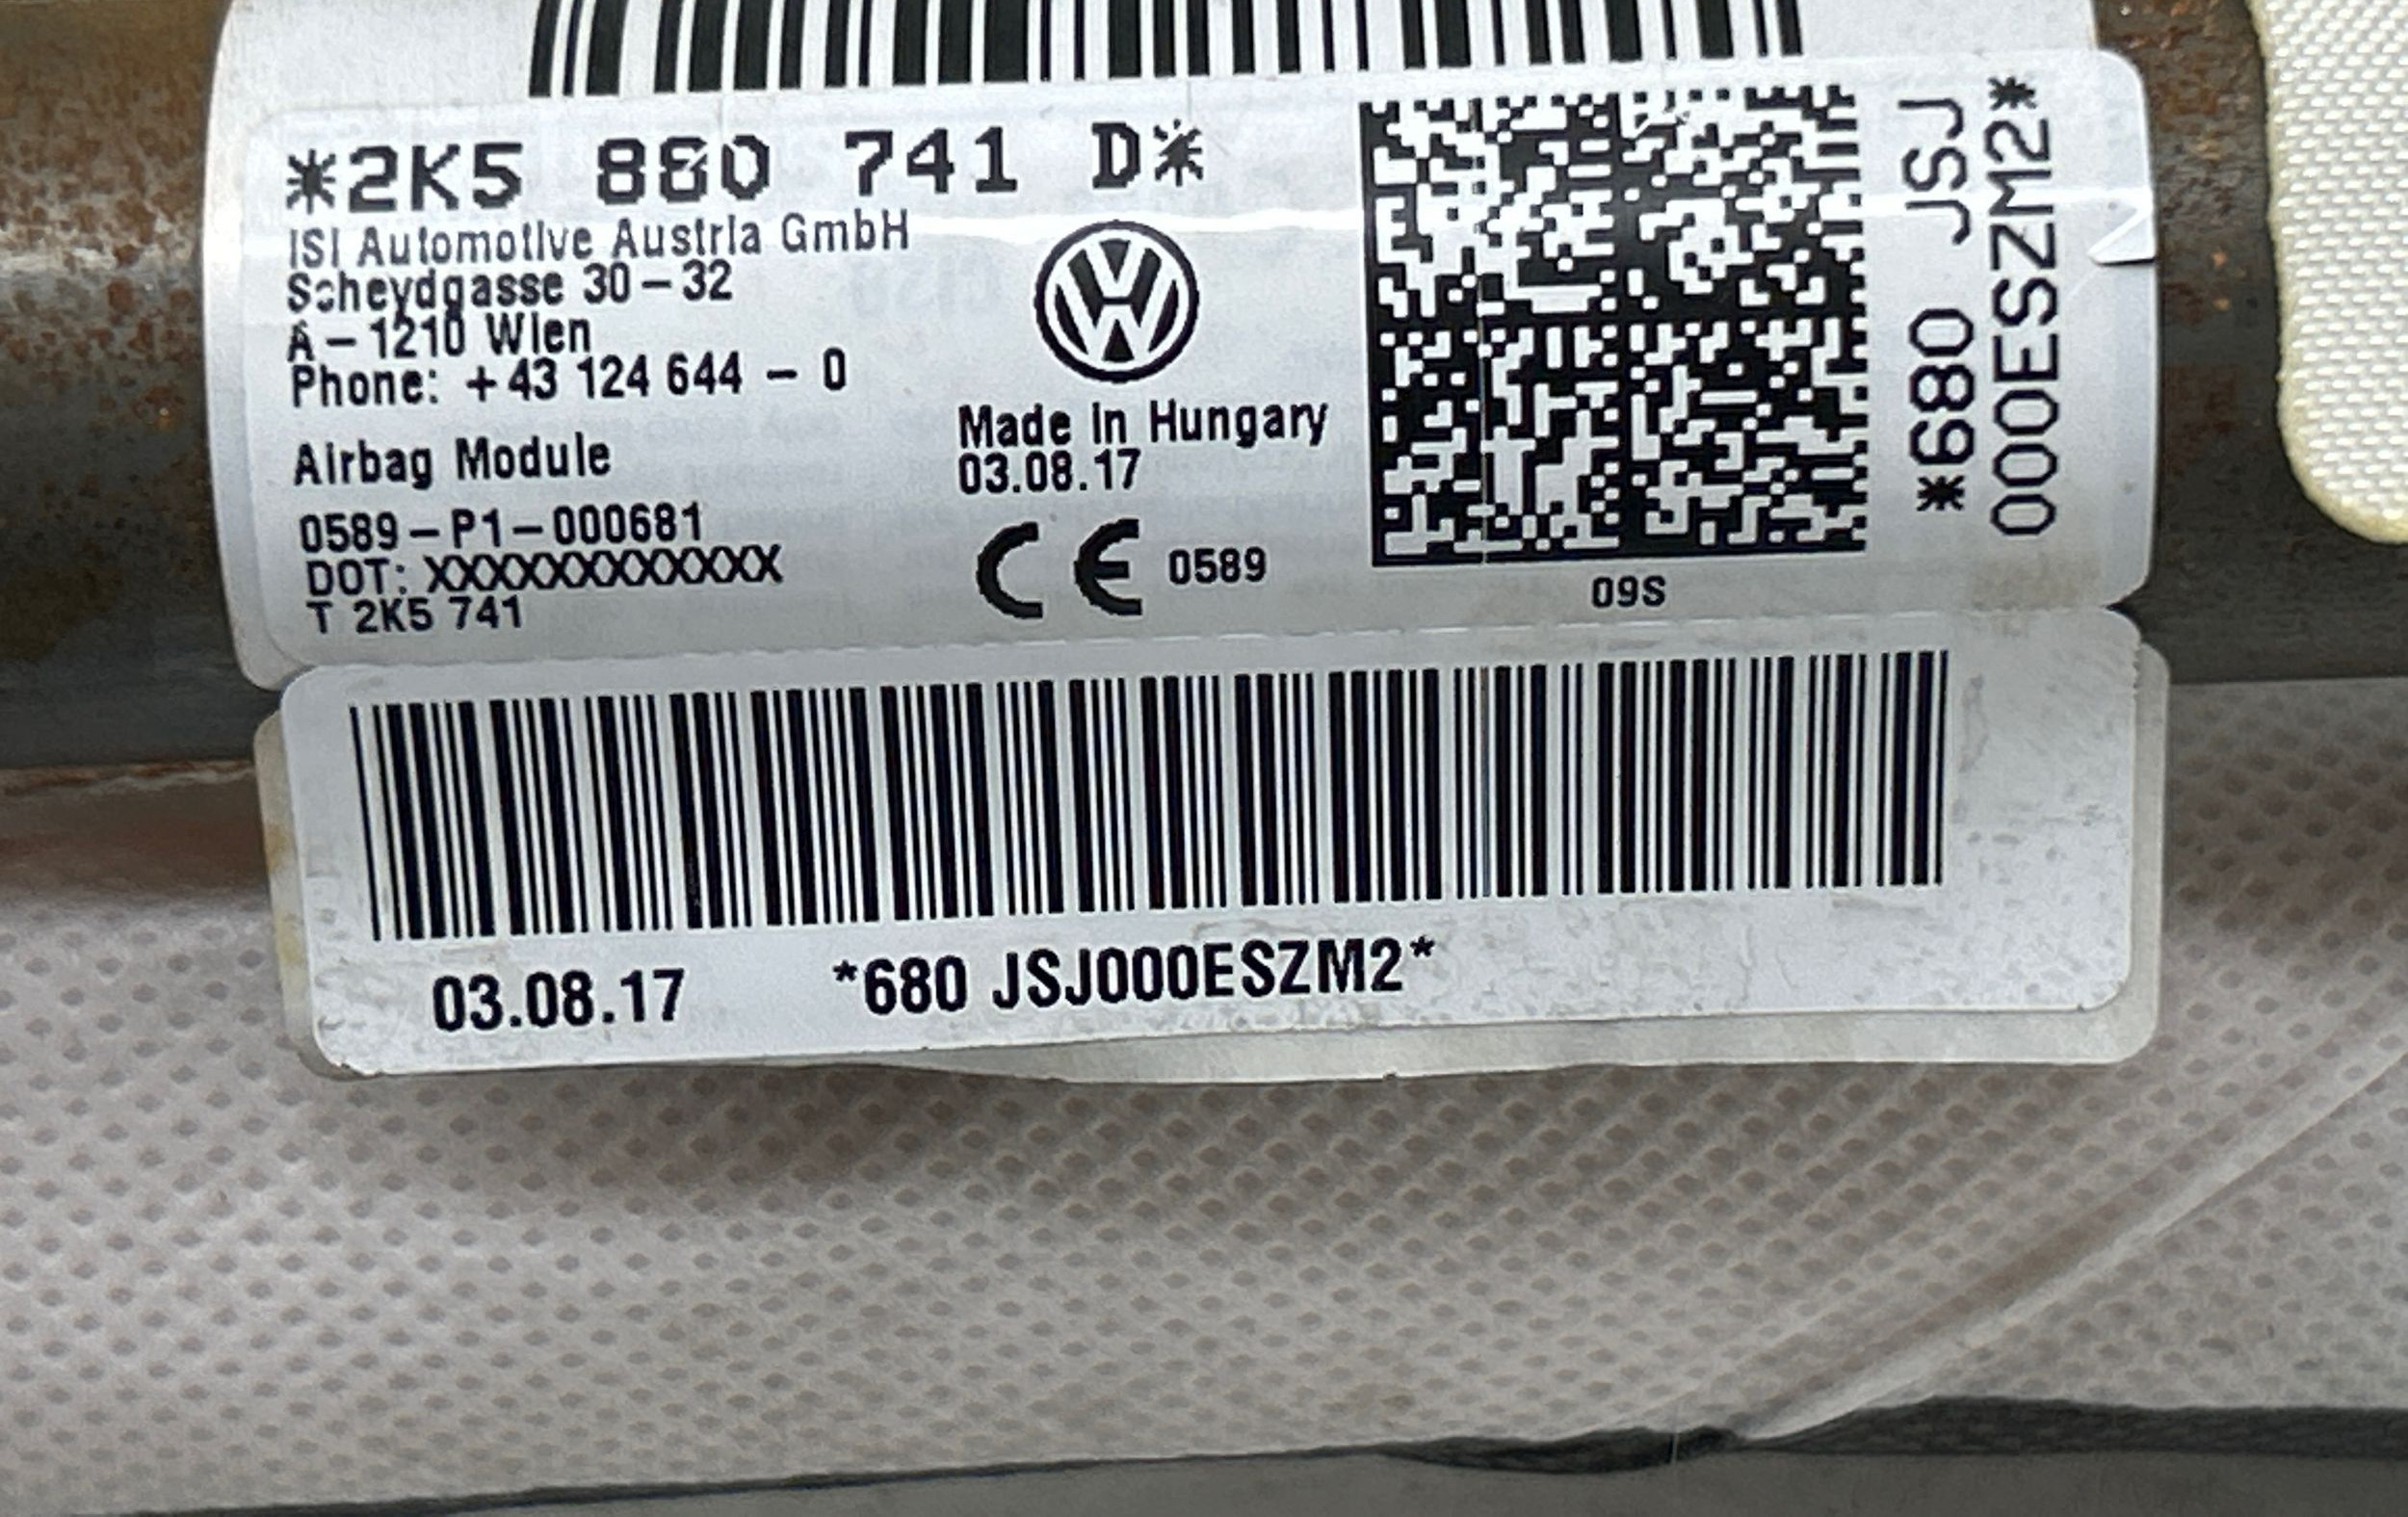 *2K5 880 741 D*
ISI Automotive Austria GmbH
Scheydgasse 30-32
A-1210 Wien
Phone: +43 124 644 - 0
Airbag Module
0589-P1-000681
DOT: XXXXXXXXXXXXX
T 2K5 741
Made In Hungary
03.08.17
CE 0589
09S
*680 JSJ
000ESZM2*
03.08.17 *680 JSJ000ESZM2*